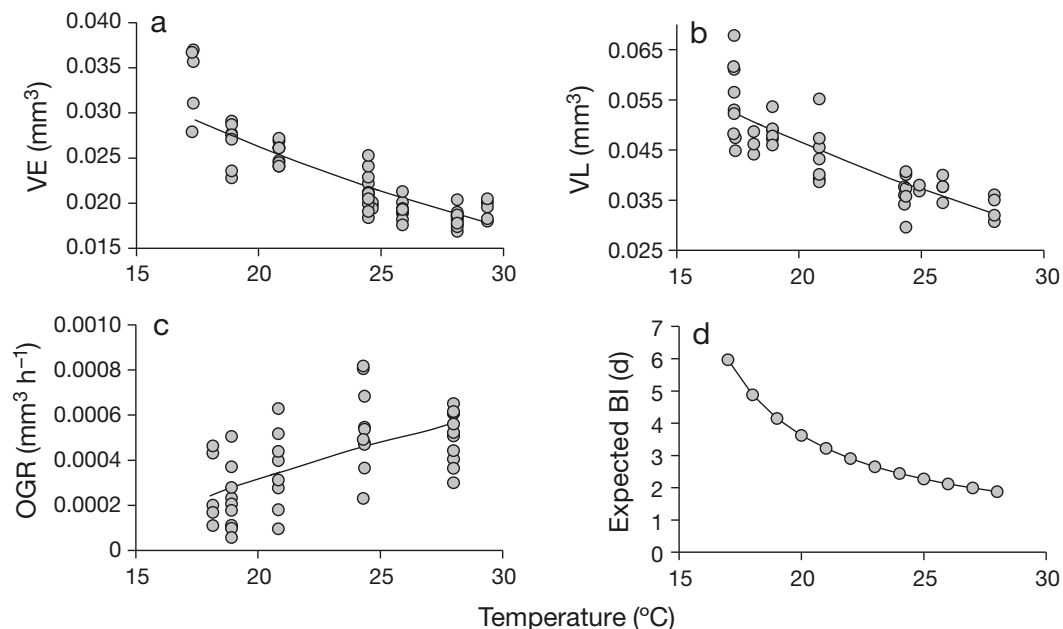 a
0.040
0.035
0.030
0.025
0.020
0.015
VE (mm³)
15 20 25 30
b
0.065
0.055
0.045
0.035
0.025
VL (mm³)
15 20 25 30
c
0.0010
0.0008
0.0006
0.0004
0.0002
0
OGR (mm³ h⁻¹)
15 20 25 30
d
7
6
5
4
3
2
1
0
Expected BI (d)
15 20 25 30
Temperature (ºC)